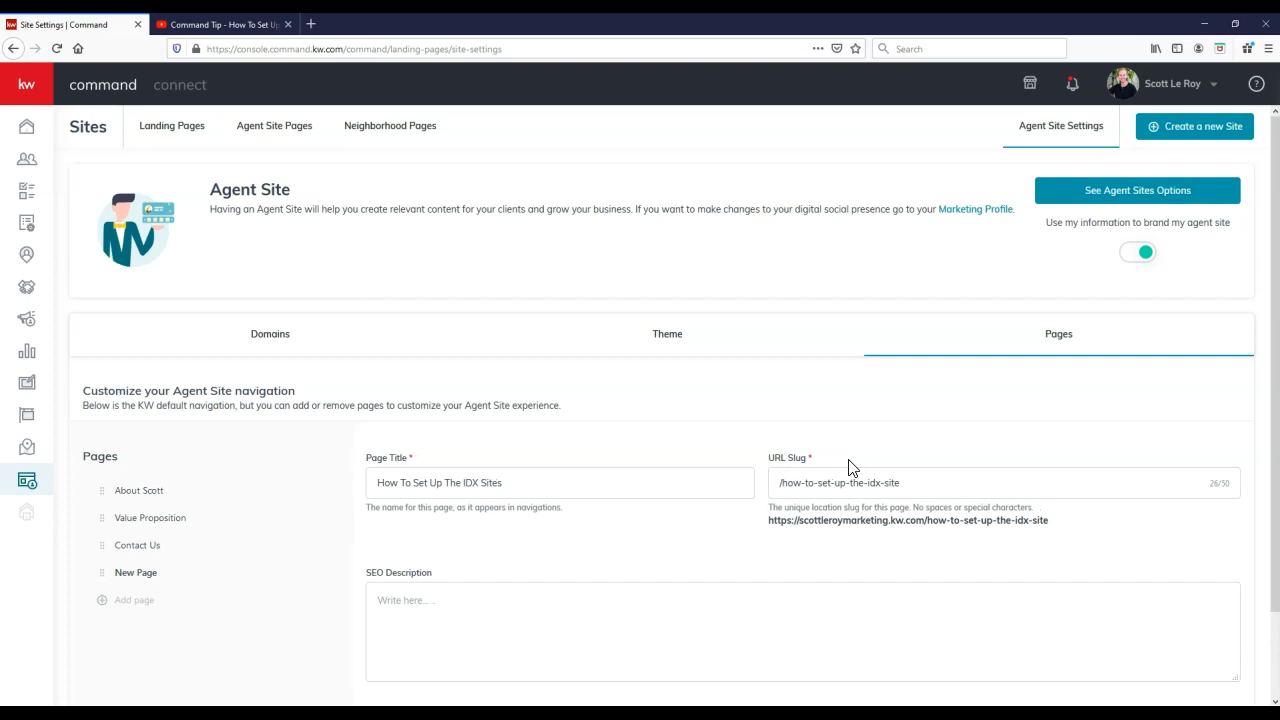 Site Settings | Command
Command Tip - How To Set Up
https://console.command.kw.com/command/landing-pages/site-settings
Search
kw
command
connect
Scott Le Roy
Sites
Landing Pages
Agent Site Pages
Neighborhood Pages
Agent Site Settings
Create a new Site
Agent Site
Having an Agent Site will help you create relevant content for your clients and grow your business. If you want to make changes to your digital social presence go to your Marketing Profile.
See Agent Sites Options
Use my information to brand my agent site
Domains
Theme
Pages
Customize your Agent Site navigation
Below is the KW default navigation, but you can add or remove pages to customize your Agent Site experience.
Pages
About Scott
Value Proposition
Contact Us
New Page
Add page
Page Title *
How To Set Up The IDX Sites
The name for this page, as it appears in navigations.
URL Slug *
/how-to-set-up-the-idx-site
26/50
The unique location slug for this page. No spaces or special characters.
https://scottleroymarketing.kw.com/how-to-set-up-the-idx-site
SEO Description
Write here... .